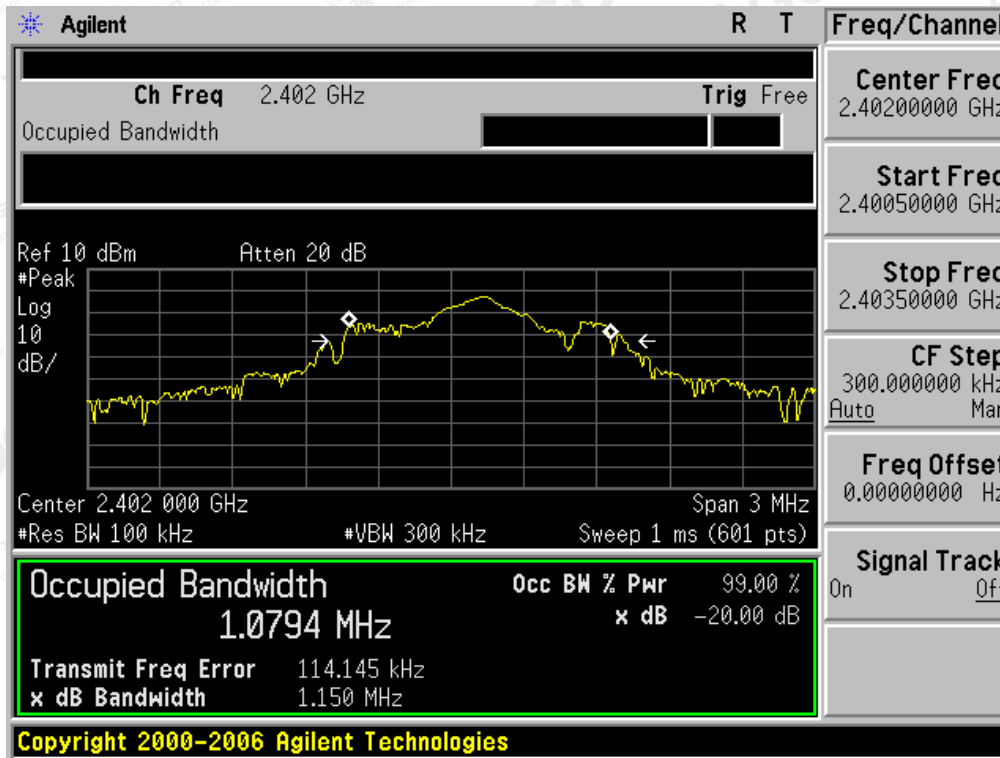 Agilent R T Freq/Channel
Ch Freq 2.402 GHz Trig Free
Occupied Bandwidth
Center Freq
2.40200000 GHz
Start Freq
2.40050000 GHz
Stop Freq
2.40350000 GHz
CF Step
300.000000 kHz
Auto Man
Freq Offset
0.00000000 Hz
Signal Track
On Off
Ref 10 dBm Atten 20 dB
#Peak
Log
10
dB/
Center 2.402 000 GHz Span 3 MHz
#Res BW 100 kHz #VBW 300 kHz Sweep 1 ms (601 pts)
Occupied Bandwidth
1.0794 MHz
Occ BW % Pwr 99.00 %
x dB -20.00 dB
Transmit Freq Error 114.145 kHz
x dB Bandwidth 1.150 MHz
Copyright 2000-2006 Agilent Technologies